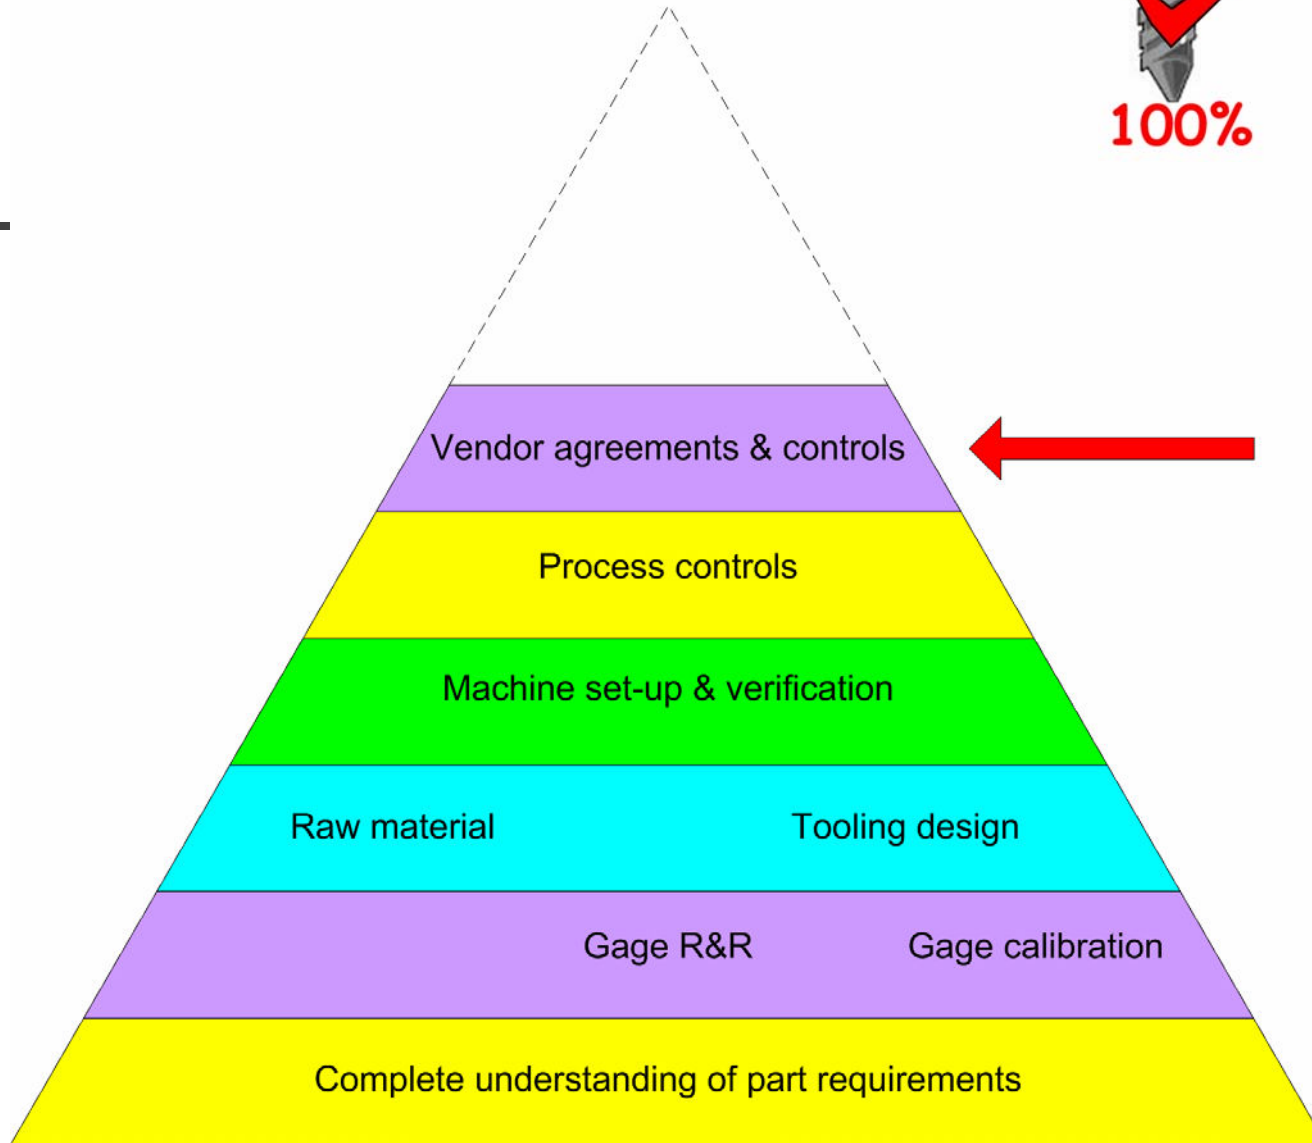 100%
Vendor agreements & controls
Process controls
Machine set-up & verification
Raw material Tooling design
Gage R&R Gage calibration
Complete understanding of part requirements